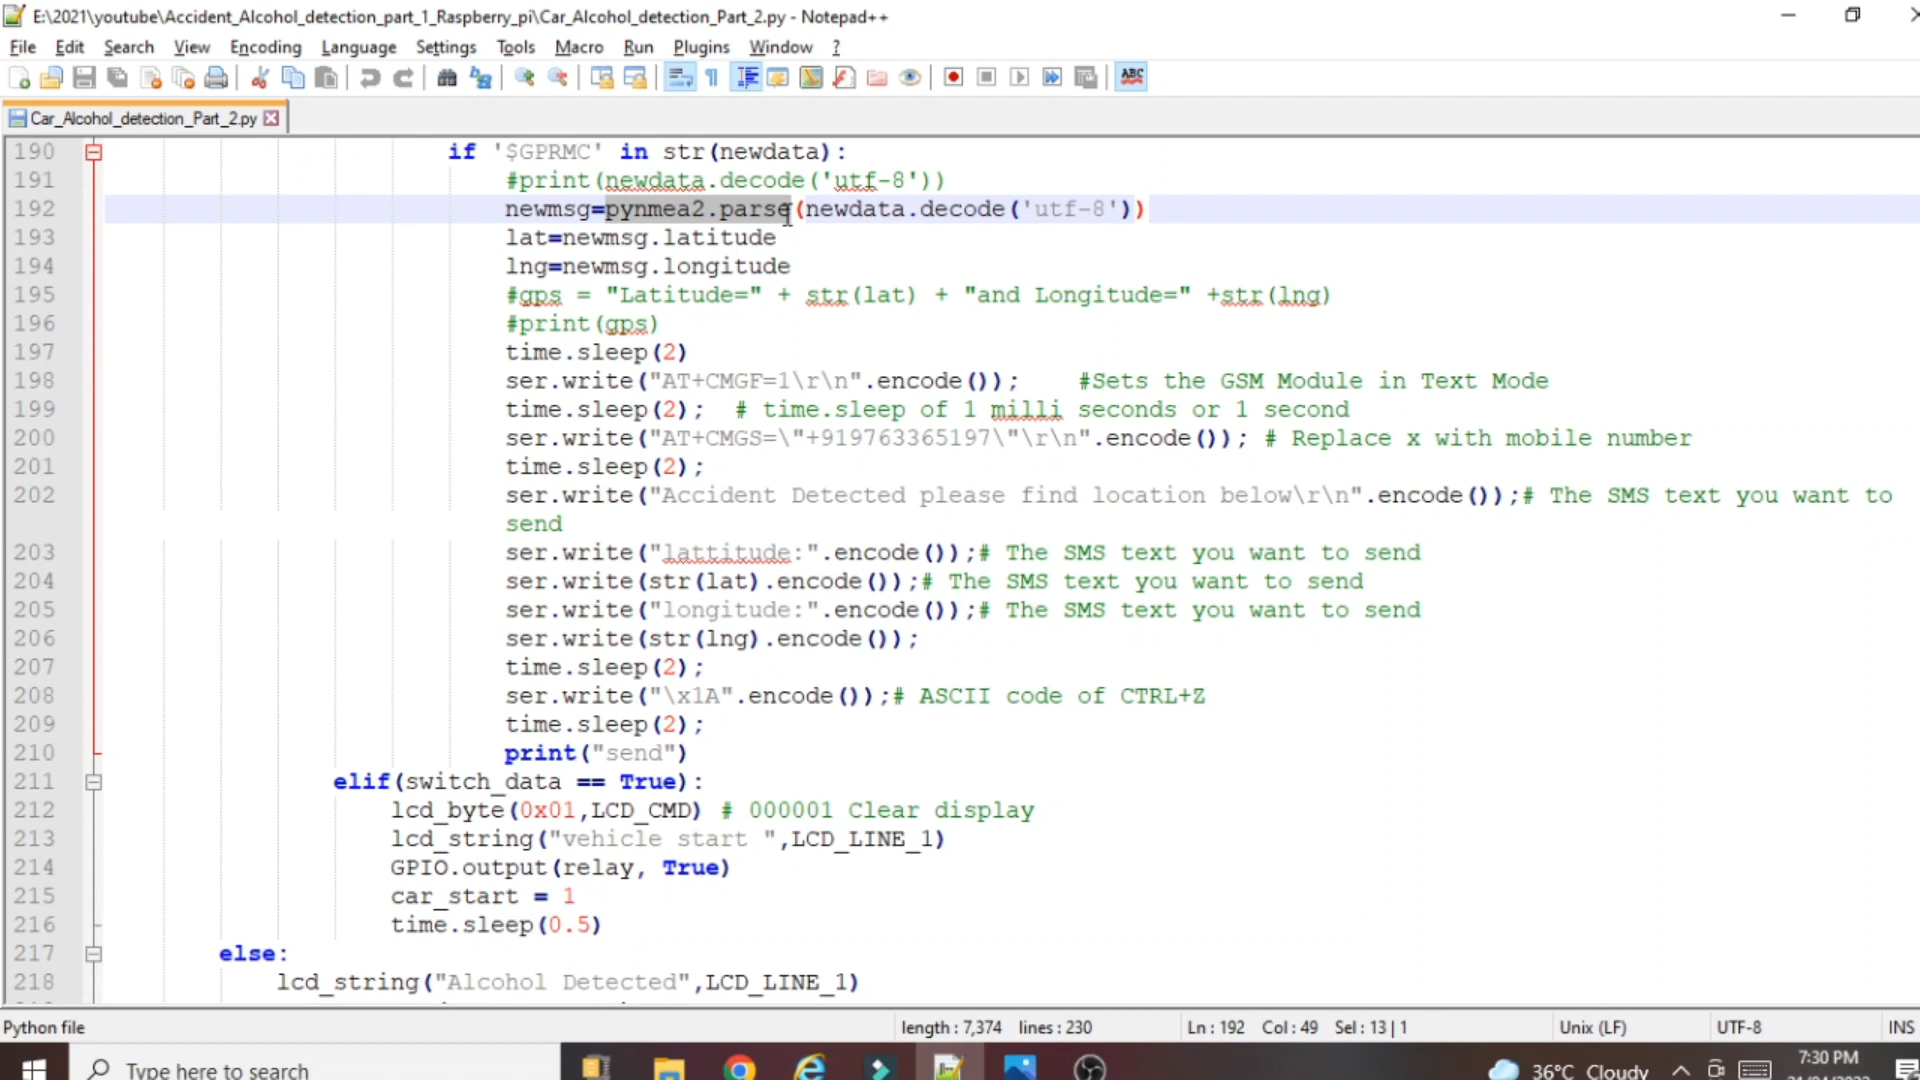 E:\2021\youtube\Accident_Alcohol_detection_part_1_Raspberry_pi\Car_Alcohol_detection_Part_2.py - Notepad++
File Edit Search View Encoding Language Settings Tools Macro Run Plugins Window ?
ABC
Car_Alcohol_detection_Part_2.py
190 if '$GPRMC' in str(newdata):
191 #print(newdata.decode('utf-8'))
192 newmsg=pynmea2.parse(newdata.decode('utf-8'))
193 lat=newmsg.latitude
194 lng=newmsg.longitude
195 #gps = "Latitude=" + str(lat) + "and Longitude=" +str(lng)
196 #print(gps)
197 time.sleep(2)
198 ser.write("AT+CMGF=1\r\n".encode()); #Sets the GSM Module in Text Mode
199 time.sleep(2); # time.sleep of 1 milli seconds or 1 second
200 ser.write("AT+CMGS=\"+919763365197\"\r\n".encode()); # Replace x with mobile number
201 time.sleep(2);
202 ser.write("Accident Detected please find location below\r\n".encode());# The SMS text you want to
send
203 ser.write("lattitude:".encode());# The SMS text you want to send
204 ser.write(str(lat).encode());# The SMS text you want to send
205 ser.write("longitude:".encode());# The SMS text you want to send
206 ser.write(str(lng).encode());
207 time.sleep(2);
208 ser.write("\x1A".encode());# ASCII code of CTRL+Z
209 time.sleep(2);
210 print("send")
211 elif(switch_data == True):
212 lcd_byte(0x01,LCD_CMD) # 000001 Clear display
213 lcd_string("vehicle start ",LCD_LINE_1)
214 GPIO.output(relay, True)
215 car_start = 1
216 time.sleep(0.5)
217 else:
218 lcd_string("Alcohol Detected",LCD_LINE_1)
Python file length : 7,374 lines : 230 Ln : 192 Col : 49 Sel : 13 | 1 Unix (LF) UTF-8 INS
Type here to search 36°C Cloudy 7:30 PM